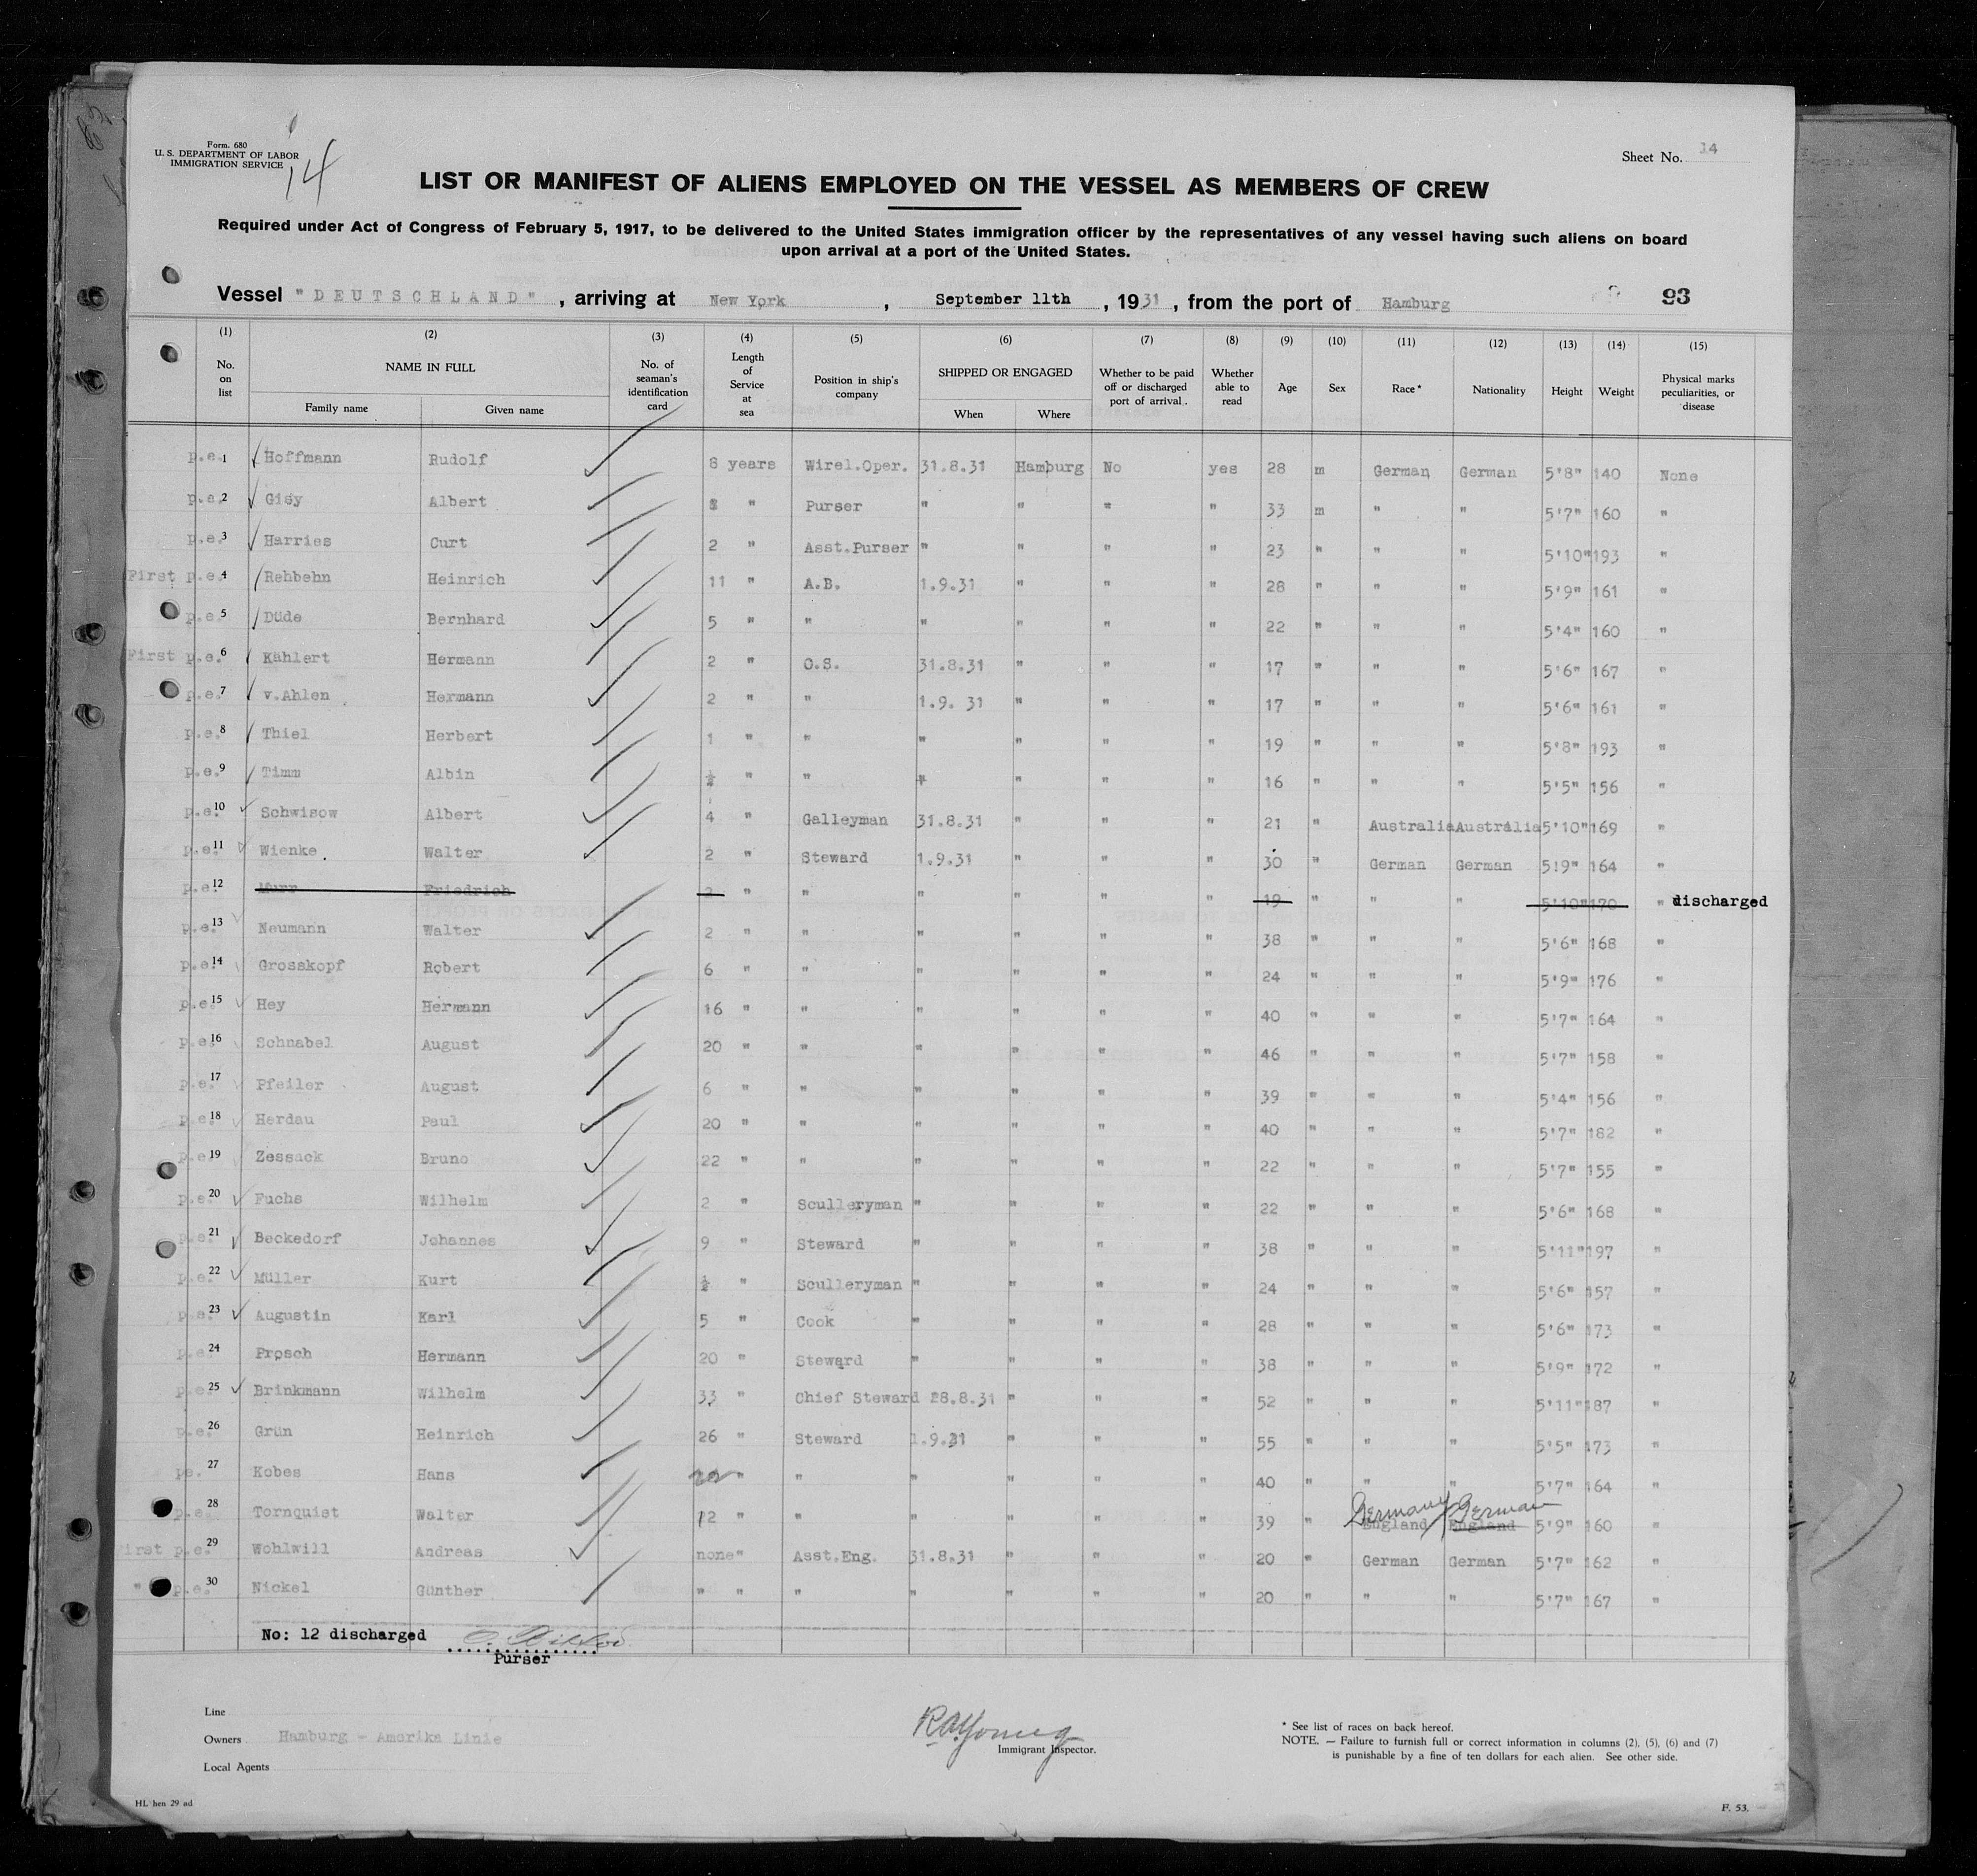 Form. 680
U. S. DEPARTMENT OF LABOR
IMMIGRATION SERVICE
14
Sheet No. 14
LIST OR MANIFEST OF ALIENS EMPLOYED ON THE VESSEL AS MEMBERS OF CREW
Required under Act of Congress of February 5, 1917, to be delivered to the United States immigration officer by the representatives of any vessel having such aliens on board
upon arrival at a port of the United States.
Vessel "DEUTSCHLAND", arriving at New York, September 11th, 1931, from the port of Hamburg 93
(1) (2) (3) (4) (5) (6) (7) (8) (9) (10) (11) (12) (13) (14) (15)
No. on list NAME IN FULL Family name Given name No. of seaman's identification card Length of Service at sea Position in ship's company SHIPPED OR ENGAGED When Where Whether to be paid off or discharged port of arrival. Whether able to read Age Sex Race* Nationality Height Weight Physical marks peculiarities, or disease
p.e. 1 Hoffmann Rudolf 8 years Wirel.Oper. 31.8.31 Hamburg No yes 28 m German German 5'8" 140 None
p.e. 2 Gisy Albert " Purser " " " " 33 m " " 5'7" 160 "
p.e. 3 Harries Curt 2 " Asst.Purser " " " " 23 " " " 5'10" 193 "
First p.e. 4 Rehbehn Heinrich 11 " A.B. 1.9.31 " " " 28 " " " 5'9" 161 "
p.e. 5 Düde Bernhard 5 " " " " " " 22 " " " 5'4" 160 "
First p.e. 6 Kahlert Hermann 2 " O.S. 31.8.31 " " " 17 " " " 5'6" 167 "
p.e. 7 v.Ahlen Hermann 2 " " 1.9. 31 " " " 17 " " " 5'6" 161 "
p.e. 8 Thiel Herbert 1 " " " " " " 19 " " " 5'8" 193 "
p.e. 9 Timm Albin ½ " " " " " " 16 " " " 5'5" 156 "
p.e. 10 Schwisow Albert 4 " Galleyman 31.8.31 " " " 21 " Australia Australia 5'10" 169 "
p.e. 11 Wienke Walter 2 " Steward 1.9.31 " " " 30 " German German 5'9" 164 "
p.e. 12 Murr Friedrich 2 " " " " " " 19 " " " 5'10" 170 " discharged
p.e. 13 Neumann Walter 2 " " " " " " 38 " " " 5'6" 168 "
p.e. 14 Grosskopf Robert 6 " " " " " " 24 " " " 5'9" 176 "
p.e. 15 Hey Hermann 16 " " " " " " 40 " " " 5'7" 164 "
p.e. 16 Schnabel August 20 " " " " " " 46 " " " 5'7" 158 "
p.e. 17 Pfeiler August 6 " " " " " " 39 " " " 5'4" 156 "
p.e. 18 Herdau Paul 20 " " " " " " 40 " " " 5'7" 182 "
p.e. 19 Zessack Bruno 22 " " " " " " 22 " " " 5'7" 155 "
p.e. 20 Fuchs Wilhelm 2 " Sculleryman " " " " 22 " " " 5'6" 168 "
p.e. 21 Beckedorf Johannes 9 " Steward " " " " 38 " " " 5'11" 197 "
p.e. 22 Müller Kurt ½ " Sculleryman " " " " 24 " " " 5'6" 157 "
p.e. 23 Augustin Karl 5 " Cook " " " " 28 " " " 5'6" 173 "
p.e. 24 Prosch Hermann 20 " Steward " " " " 38 " " " 5'9" 172 "
p.e. 25 Brinkmann Wilhelm 33 " Chief Steward 28.8.31 " " " 52 " " " 5'11" 187 "
p.e. 26 Grün Heinrich 26 " Steward 1.9.31 " " " 55 " " " 5'5" 173 "
pe. 27 Kobes Hans " " " " " " 40 " " " 5'7" 164 "
p.e. 28 Tornquist Walter 12 " " " " " " 39 " England Germany England German 5'9" 160 "
First p.e. 29 Wohlwill Andreas none " Asst.Eng. 31.8.31 " " " 20 " German German 5'7" 162 "
" p.e. 30 Nickel Günther " " " " " " " 20 " " " 5'7" 167 "
No: 12 discharged
Purser
Line
Owners Hamburg - Amerika Linie
Local Agents
R A Young
Immigrant Inspector.
* See list of races on back hereof.
NOTE. — Failure to furnish full or correct information in columns (2), (5), (6) and (7)
is punishable by a fine of ten dollars for each alien. See other side.
HL hen 29 ad
F. 53.